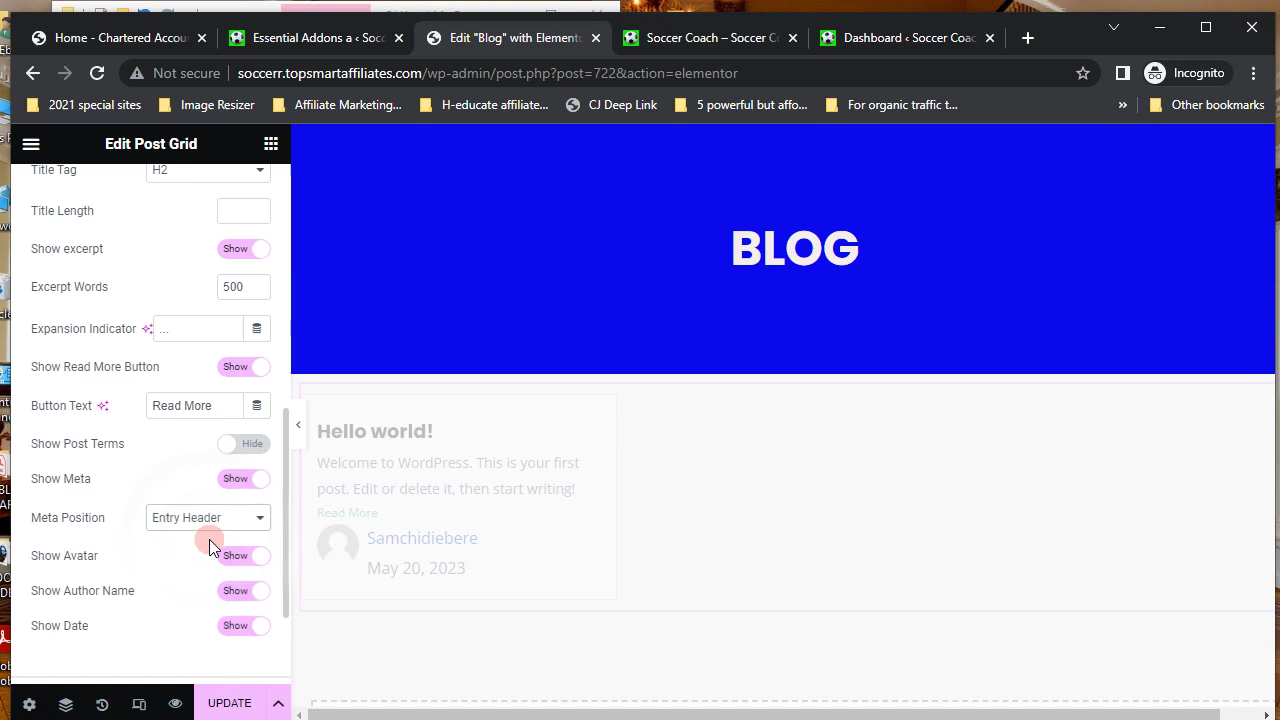 Home - Chartered Accou
Essential Addons a ‹ Socc
Edit "Blog" with Elemento
Soccer Coach – Soccer Co
Dashboard ‹ Soccer Coac
Not secure
soccerr.topsmartaffiliates.com/wp-admin/post.php?post=722&action=elementor
Incognito
2021 special sites
Image Resizer
Affiliate Marketing...
H-educate affiliate...
CJ Deep Link
5 powerful but affo...
For organic traffic t...
»
Other bookmarks
Edit Post Grid
Title Tag
H2
Title Length
Show excerpt
Show
Excerpt Words
500
Expansion Indicator
...
Show Read More Button
Show
Button Text
Read More
Show Post Terms
Hide
Show Meta
Show
Meta Position
Entry Header
Show Avatar
Show
Show Author Name
Show
Show Date
Show
UPDATE
BLOG
Hello world!
Welcome to WordPress. This is your first
post. Edit or delete it, then start writing!
Read More
Samchidiebere
May 20, 2023